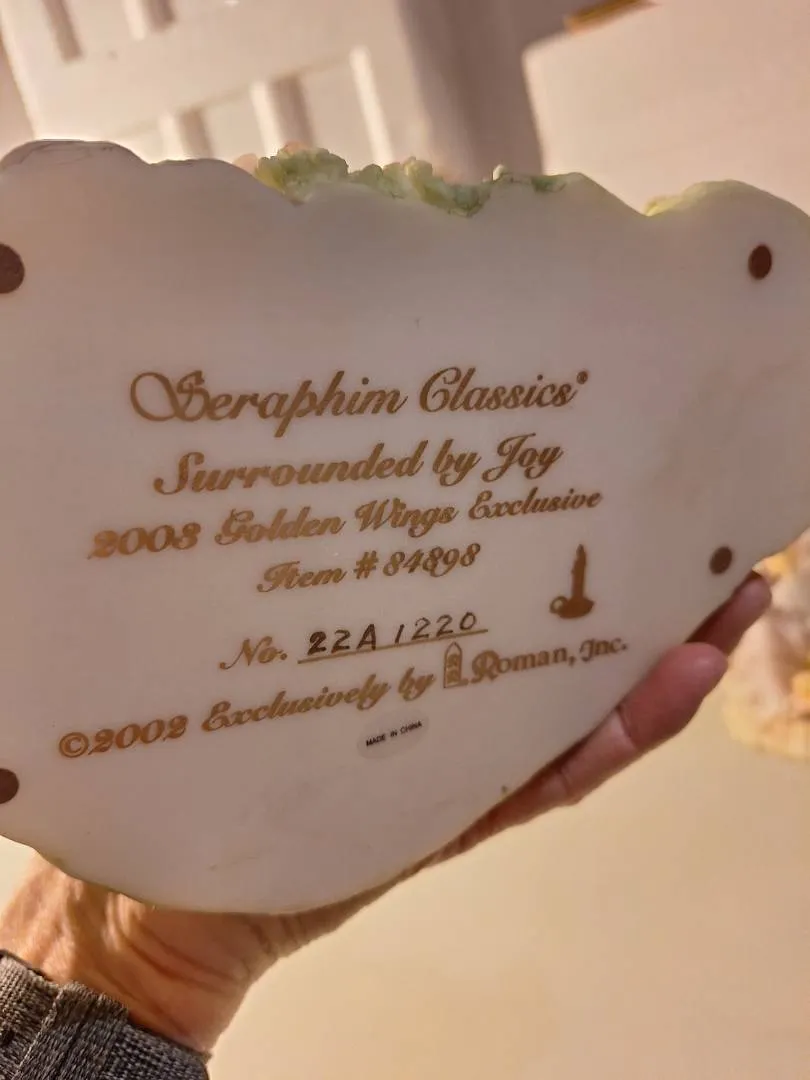 Seraphim Classics®
Surrounded by Joy
2003 Golden Wings Exclusive
Item # 84898
No. 22A1220
©2002 Exclusively by Roman, Inc.
MADE IN CHINA